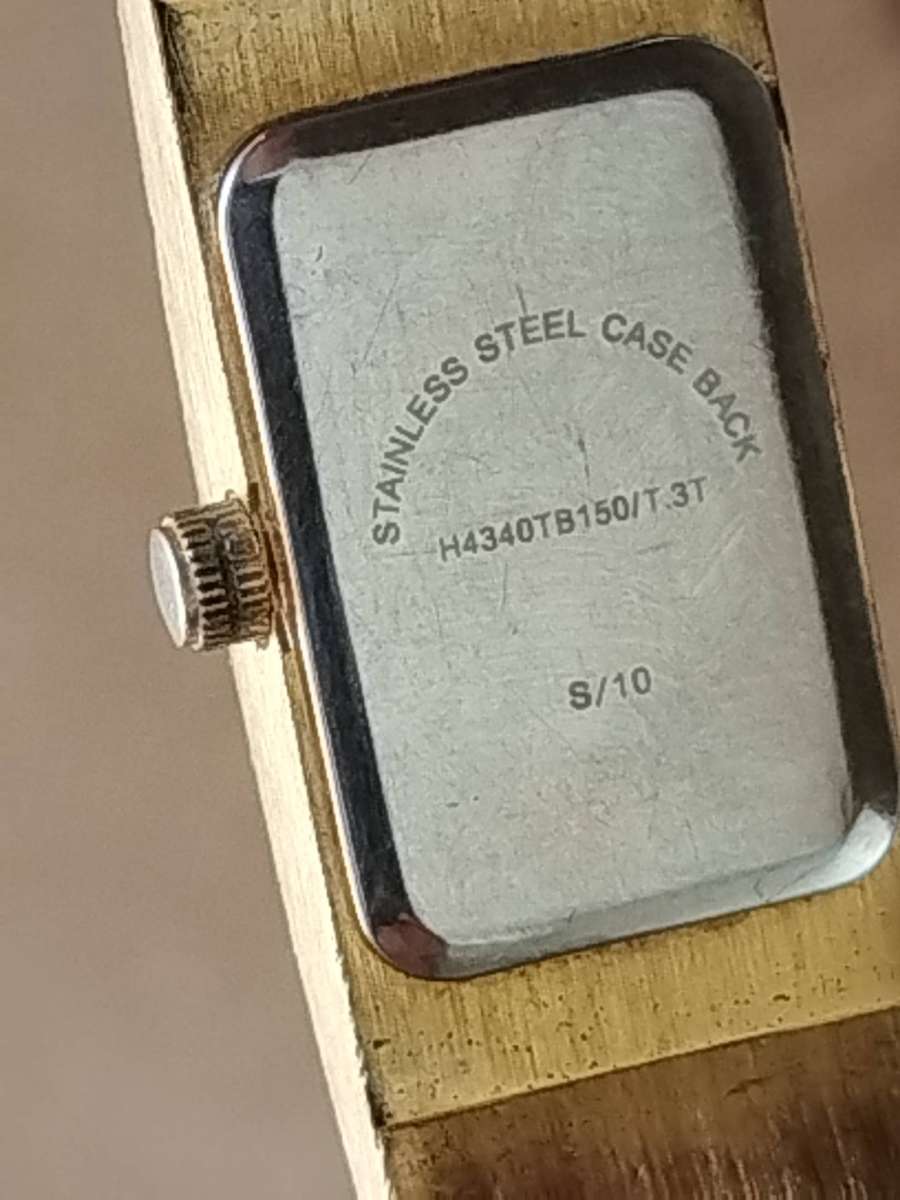 STAINLESS STEEL CASE BACK
H4340TB150/T.3T
S/10